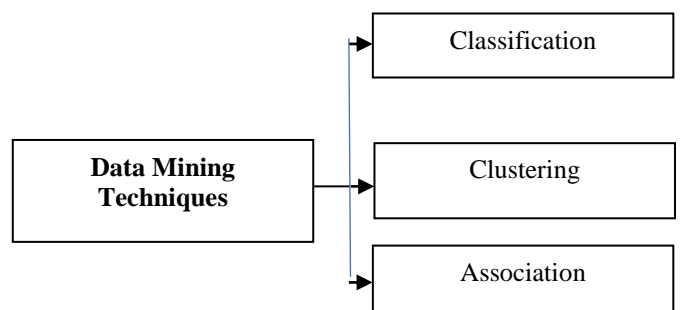 Classification
Data Mining
Techniques
Clustering
Association